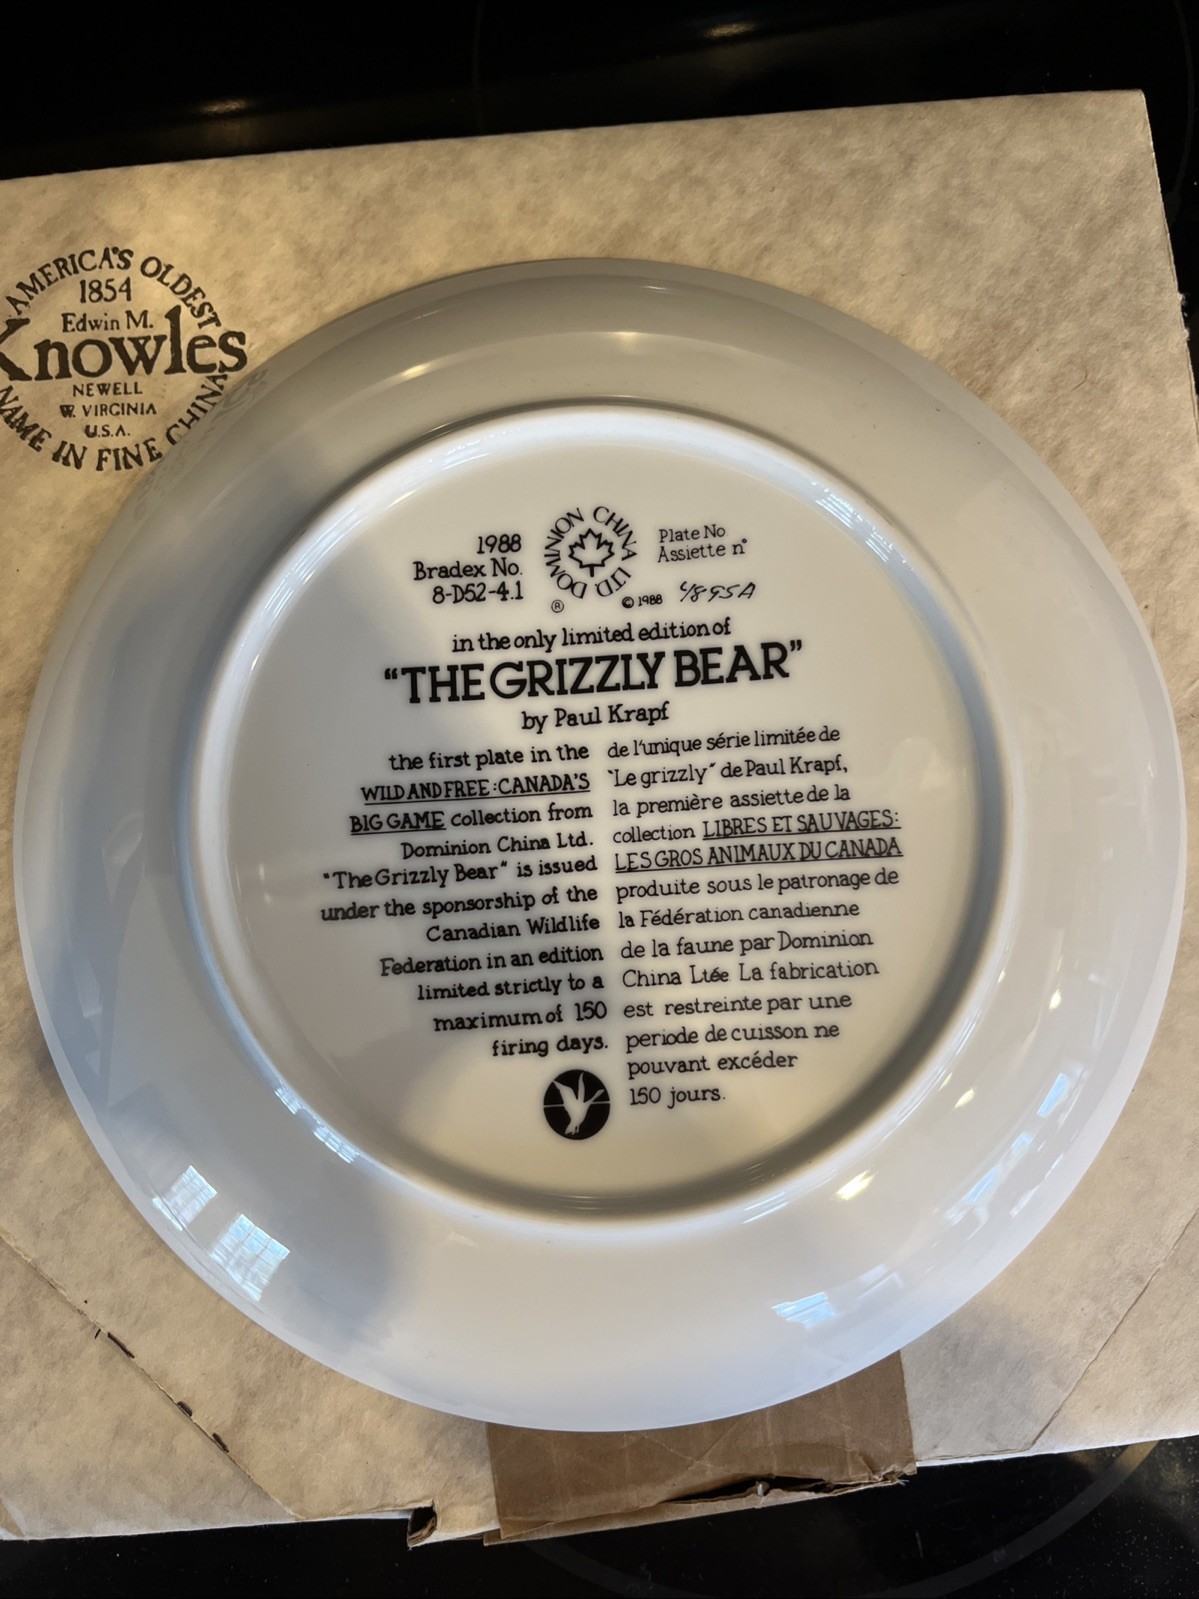 AMERICA'S OLDEST
1854
Edwin M.
Knowles
NEWELL
W. VIRGINIA
U.S.A.
NAME IN FINE CHINA
1988
Bradex No.
8-D52-4.1
DOMINION CHINA LTD.
®
© 1988
Plate No
Assiette n°
4895A
in the only limited edition of
"THE GRIZZLY BEAR"
by Paul Krapf
the first plate in the
WILD AND FREE: CANADA'S
BIG GAME collection from
Dominion China Ltd.
"The Grizzly Bear" is issued
under the sponsorship of the
Canadian Wildlife
Federation in an edition
limited strictly to a
maximum of 150
firing days.
de l'unique série limitée de
"Le grizzly" de Paul Krapf,
la première assiette de la
collection LIBRES ET SAUVAGES:
LES GROS ANIMAUX DU CANADA
produite sous le patronage de
la Fédération canadienne
de la faune par Dominion
China Ltée La fabrication
est restreinte par une
periode de cuisson ne
pouvant excéder
150 jours.